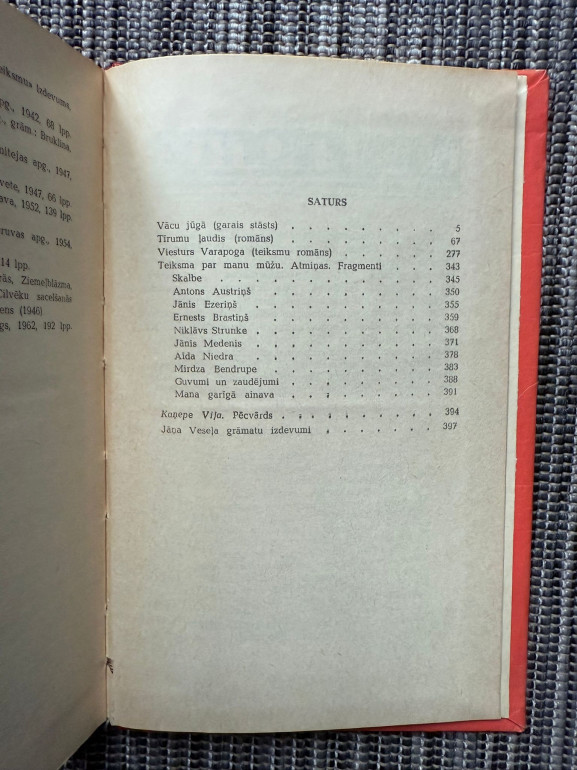 teiksmus izdevums,
apg., 1942, 68 lpp.
grām.: Bruklina,
apg., 1947,
1947, 66 lpp.
1952, 139 lpp.
apg., 1954,
14 lpp.
Ziemeļblāzma,
Cilvēku sacelšanās
(1946)
1962, 192 lpp.
SATURS
Vācu jūgā (garais stāsts) . . . . . . . 5
Tīrumu ļaudis (romāns) . . . . . . . 67
Viesturs Varapoga (teiksmu romāns) . . . . . 277
Teiksma par manu mūžu. Atmiņas. Fragmenti . . . . 343
Skalbe . . . . . . . . . 345
Antons Austriņš . . . . . . . 350
Jānis Ezeriņš . . . . . . . 355
Ernests Brastiņš . . . . . . . 359
Niklāvs Strunke . . . . . . . . 368
Jānis Medenis . . . . . . . 371
Aīda Niedra . . . . . . . . 378
Mirdza Bendrupe . . . . . . . 383
Guvumi un zaudējumi . . . . . . 388
Mana garīgā ainava . . . . . . 391
Kaņepe Vija. Pēcvārds . . . . . . . 394
Jāņa Veseļa grāmatu izdevumi . . . . . 397